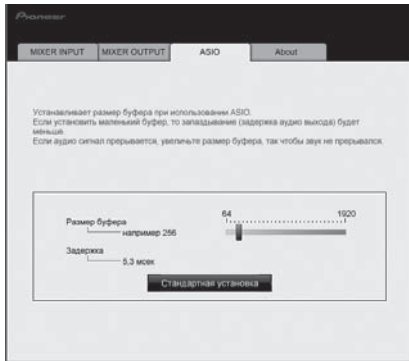 Pioneer
MIXER INPUT MIXER OUTPUT ASIO About
Устанавливает размер буфера при использовании ASIO.
Если установить маленький буфер, то запаздывание (задержка аудио выхода) будет
меньше.
Если аудио сигнал прерывается, увеличьте размер буфера, так чтобы звук не прерывался.
64 1920
Размер буфера
например 256
Задержка
5,3 мсек
Стандартная установка